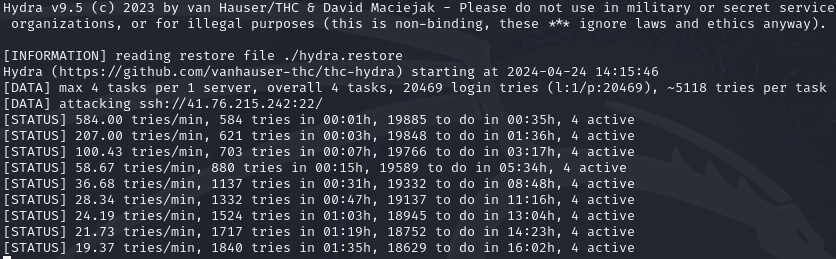 Hydra v9.5 (c) 2023 by van Hauser/THC & David Maciejak - Please do not use in military or secret service
organizations, or for illegal purposes (this is non-binding, these *** ignore laws and ethics anyway).
[INFORMATION] reading restore file ./hydra.restore
Hydra (https://github.com/vanhauser-thc/thc-hydra) starting at 2024-04-24 14:15:46
[DATA] max 4 tasks per 1 server, overall 4 tasks, 20469 login tries (l:1/p:20469), ~5118 tries per task
[DATA] attacking ssh://41.76.215.242:22/
[STATUS] 584.00 tries/min, 584 tries in 00:01h, 19885 to do in 00:35h, 4 active
[STATUS] 207.00 tries/min, 621 tries in 00:03h, 19848 to do in 01:36h, 4 active
[STATUS] 100.43 tries/min, 703 tries in 00:07h, 19766 to do in 03:17h, 4 active
[STATUS] 58.67 tries/min, 880 tries in 00:15h, 19589 to do in 05:34h, 4 active
[STATUS] 36.68 tries/min, 1137 tries in 00:31h, 19332 to do in 08:48h, 4 active
[STATUS] 28.34 tries/min, 1332 tries in 00:47h, 19137 to do in 11:16h, 4 active
[STATUS] 24.19 tries/min, 1524 tries in 01:03h, 18945 to do in 13:04h, 4 active
[STATUS] 21.73 tries/min, 1717 tries in 01:19h, 18752 to do in 14:23h, 4 active
[STATUS] 19.37 tries/min, 1840 tries in 01:35h, 18629 to do in 16:02h, 4 active